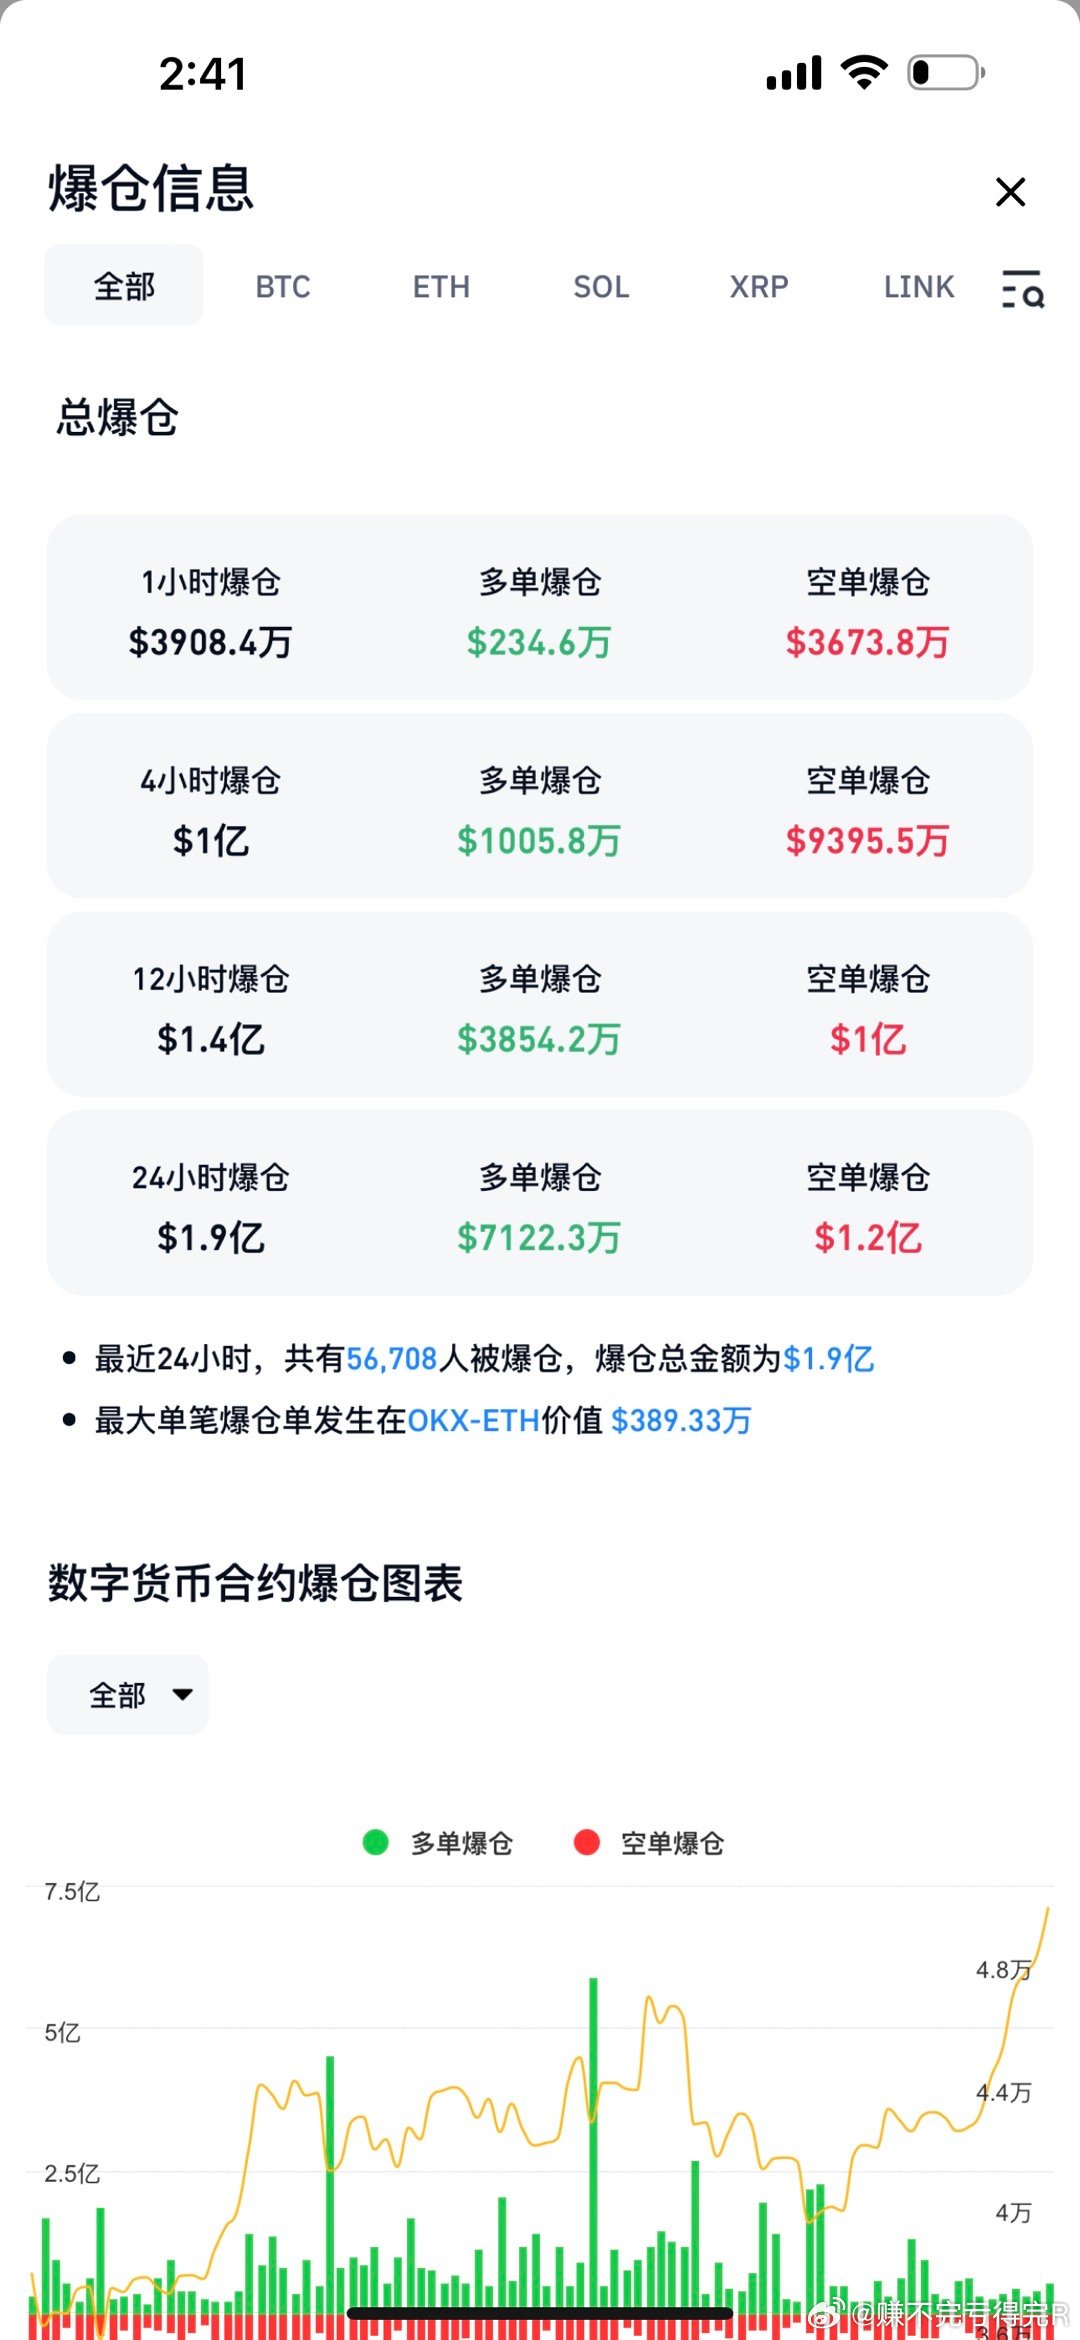 2:41
爆仓信息
全部 BTC ETH SOL XRP LINK
总爆仓
1小时爆仓 多单爆仓 空单爆仓
$3908.4万 $234.6万 $3673.8万
4小时爆仓 多单爆仓 空单爆仓
$1亿 $1005.8万 $9395.5万
12小时爆仓 多单爆仓 空单爆仓
$1.4亿 $3854.2万 $1亿
24小时爆仓 多单爆仓 空单爆仓
$1.9亿 $7122.3万 $1.2亿
最近24小时，共有56,708人被爆仓，爆仓总金额为$1.9亿
最大单笔爆仓单发生在OKX-ETH价值 $389.33万
数字货币合约爆仓图表
全部
多单爆仓 空单爆仓
7.5亿
4.8万
5亿
4.4万
2.5亿
4万
@赚不完亏得完R
3.6万